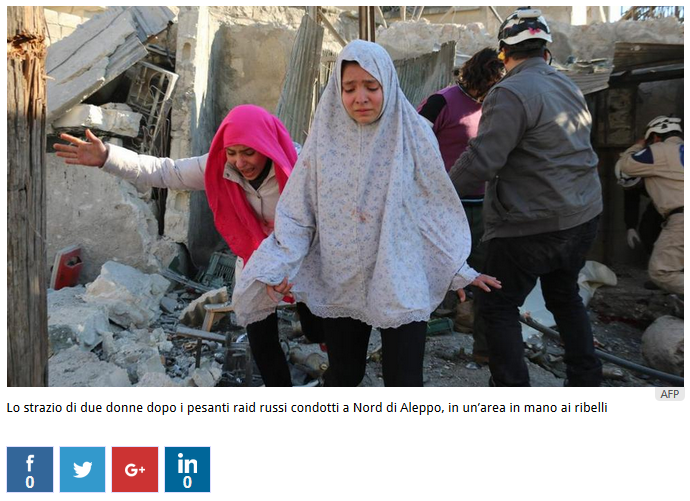 AFP
Lo strazio di due donne dopo i pesanti raid russi condotti a Nord di Aleppo, in un'area in mano ai ribelli
f
0
G+
in
0